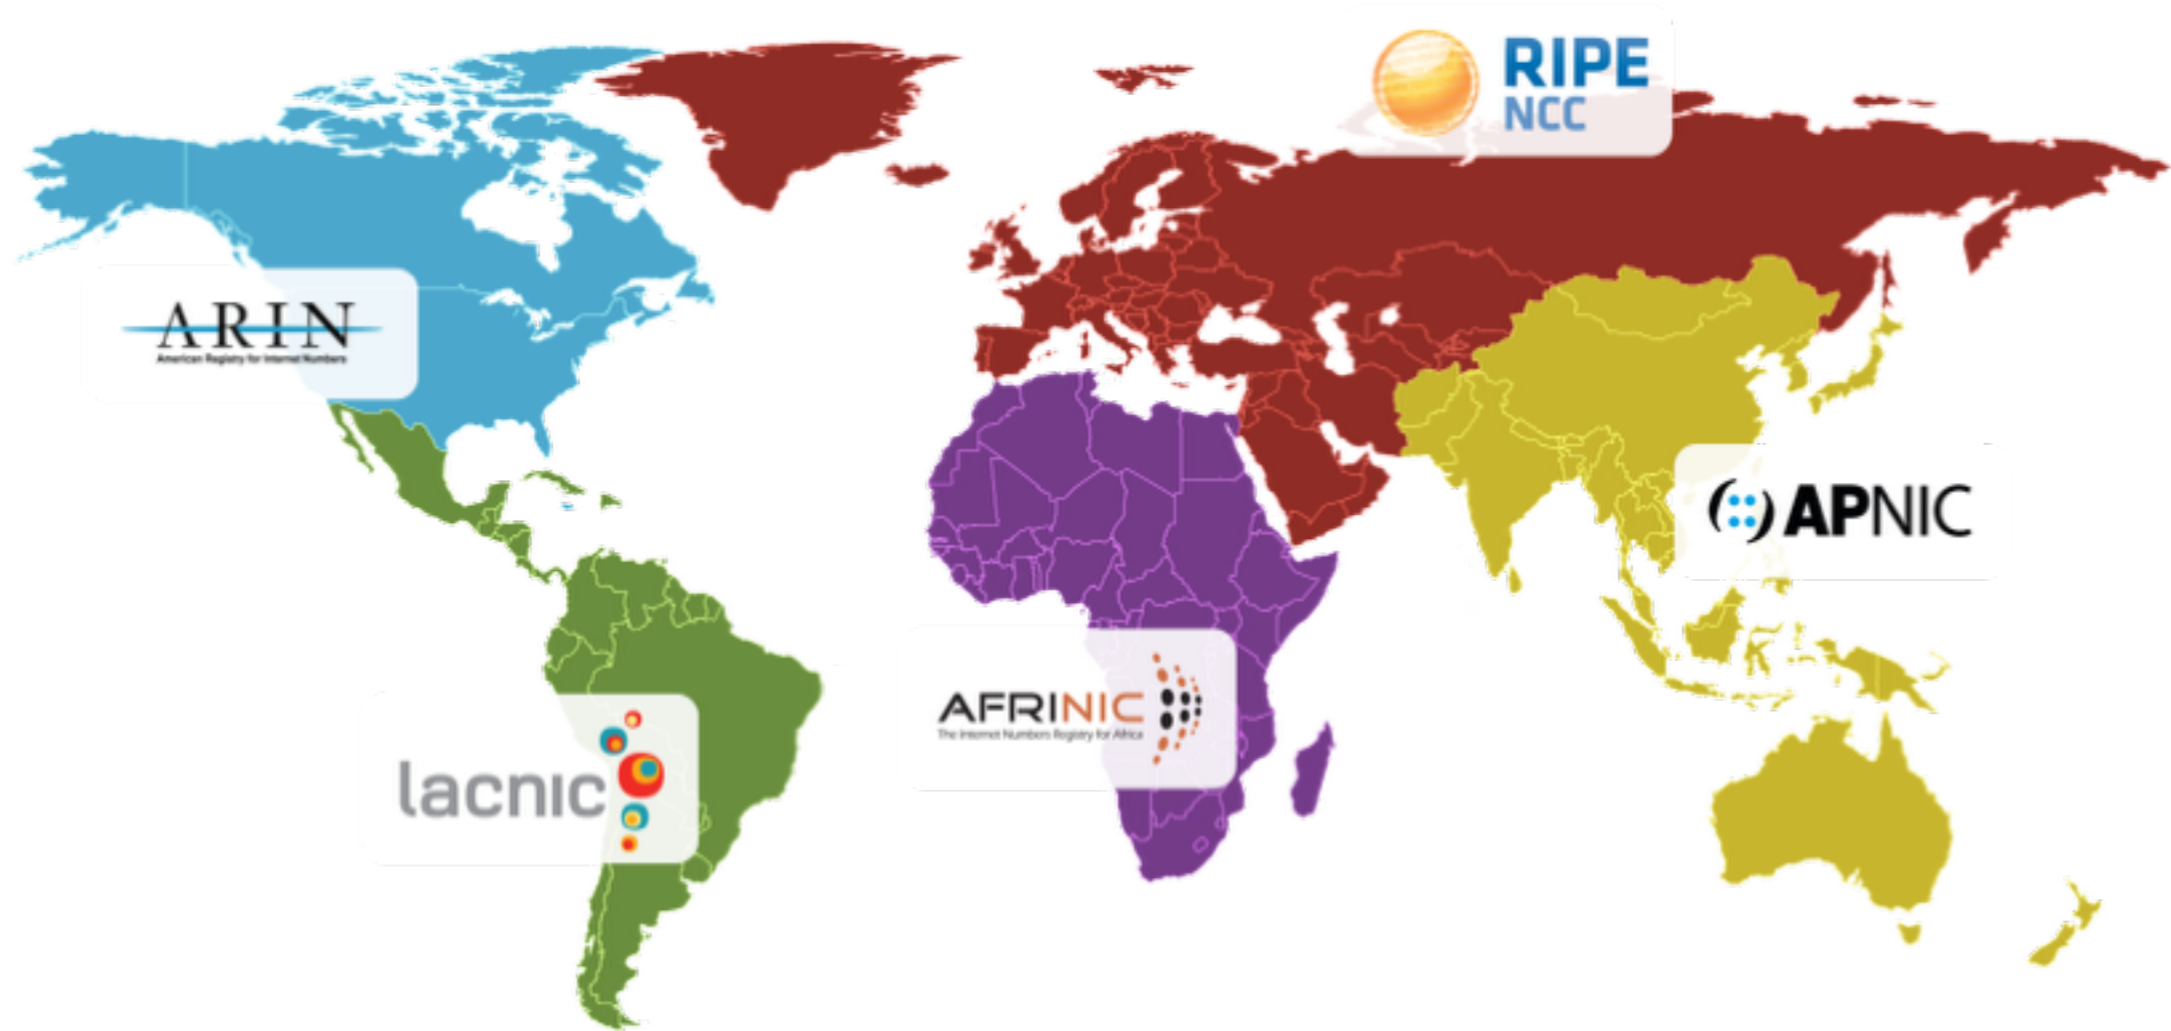 RIPE
NCC
ARIN
American Registry for Internet Numbers
APNIC
AFRINIC
The Internet Numbers Registry for Africa
lacnic